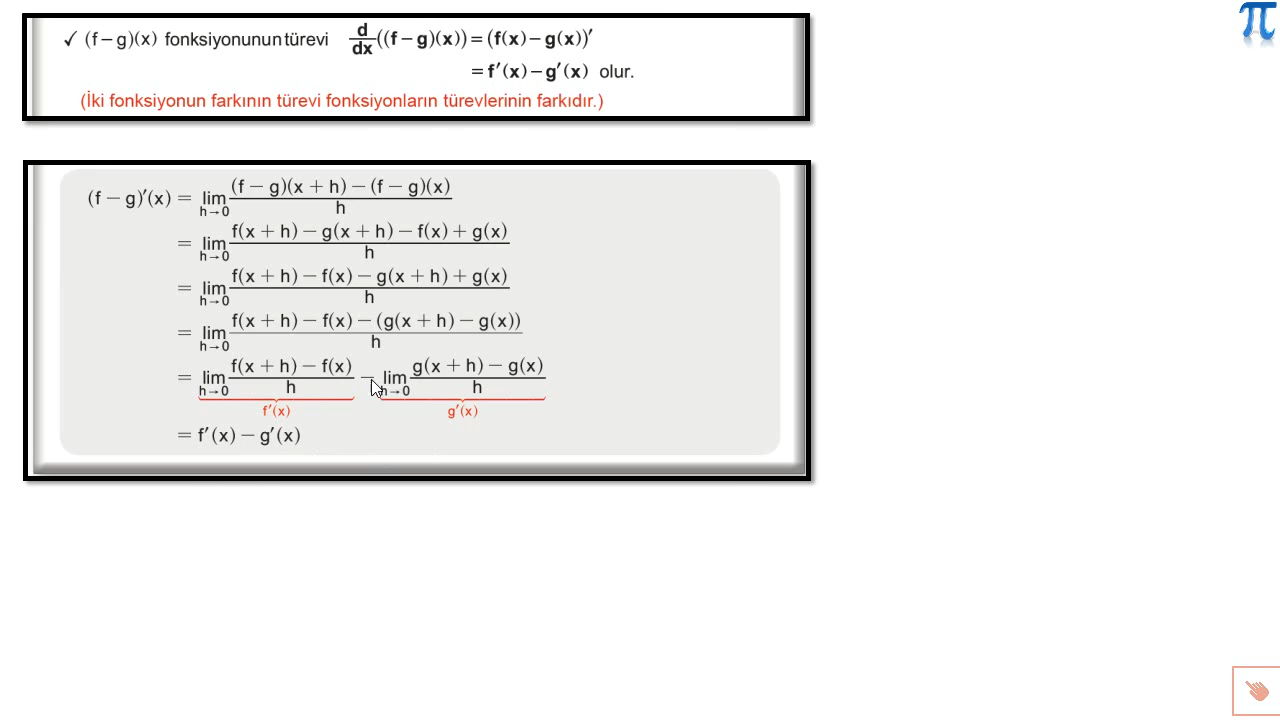 ✓ (f−g)(x) fonksiyonunun türevi d/dx((f−g)(x)) = (f(x)−g(x))′
= f′(x)−g′(x) olur.
(İki fonksiyonun farkının türevi fonksiyonların türevlerinin farkıdır.)
(f − g)′(x) = lim h→0 (f − g)(x + h) − (f − g)(x) / h
= lim h→0 f(x + h) − g(x + h) − f(x) + g(x) / h
= lim h→0 f(x + h) − f(x) − g(x + h) + g(x) / h
= lim h→0 f(x + h) − f(x) − (g(x + h) − g(x)) / h
= lim h→0 f(x + h) − f(x) / h − lim h→0 g(x + h) − g(x) / h
f′(x) g′(x)
= f′(x) − g′(x)
π